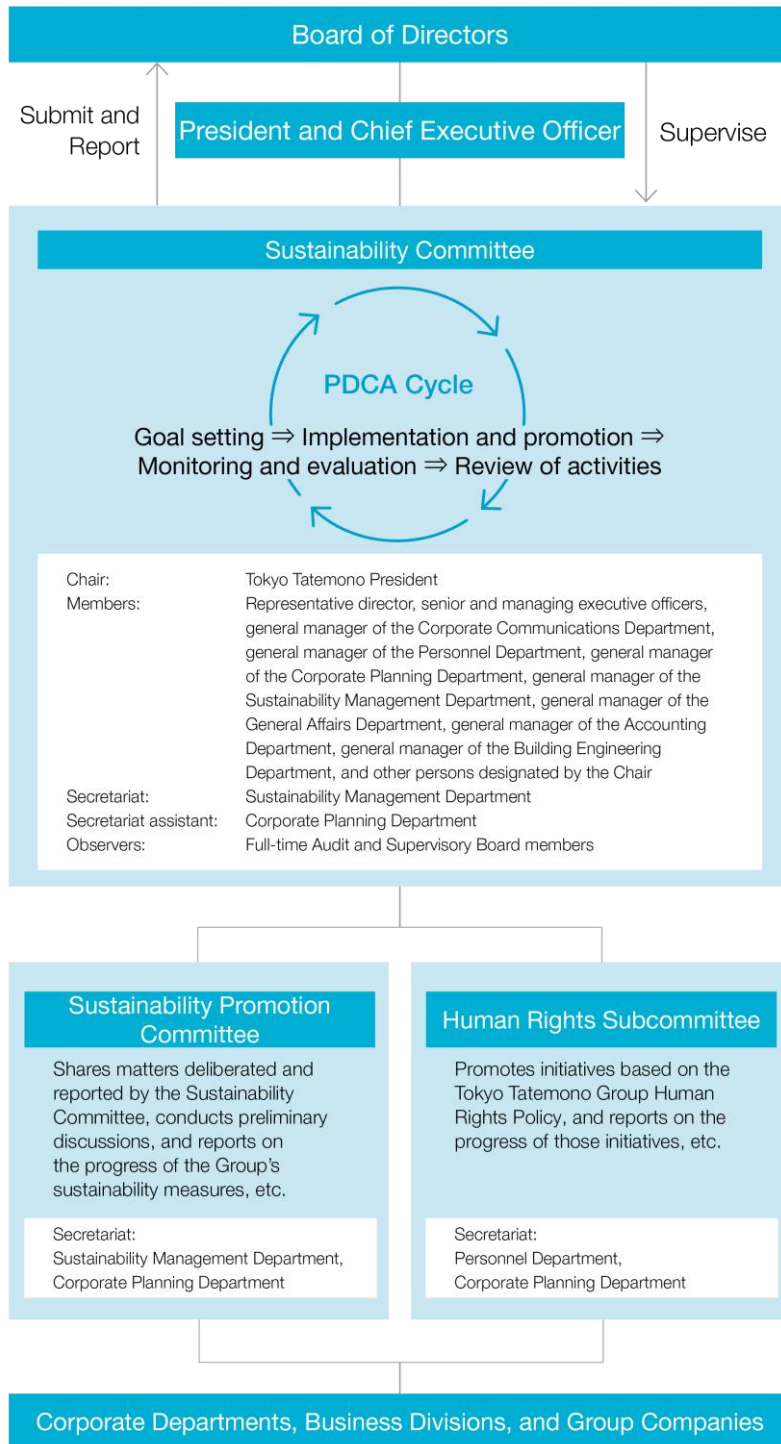 Board of Directors
Submit and
Report
President and Chief Executive Officer
Supervise
Sustainability Committee
PDCA Cycle
Goal setting ⇒ Implementation and promotion ⇒
Monitoring and evaluation ⇒ Review of activities
Chair: Tokyo Tatemono President
Members: Representative director, senior and managing executive officers,
general manager of the Corporate Communications Department,
general manager of the Personnel Department, general manager
of the Corporate Planning Department, general manager of the
Sustainability Management Department, general manager of the
General Affairs Department, general manager of the Accounting
Department, general manager of the Building Engineering
Department, and other persons designated by the Chair
Secretariat: Sustainability Management Department
Secretariat assistant: Corporate Planning Department
Observers: Full-time Audit and Supervisory Board members
Sustainability Promotion
Committee
Shares matters deliberated and
reported by the Sustainability
Committee, conducts preliminary
discussions, and reports on
the progress of the Group's
sustainability measures, etc.
Secretariat:
Sustainability Management Department,
Corporate Planning Department
Human Rights Subcommittee
Promotes initiatives based on the
Tokyo Tatemono Group Human
Rights Policy, and reports on the
progress of those initiatives, etc.
Secretariat:
Personnel Department,
Corporate Planning Department
Corporate Departments, Business Divisions, and Group Companies